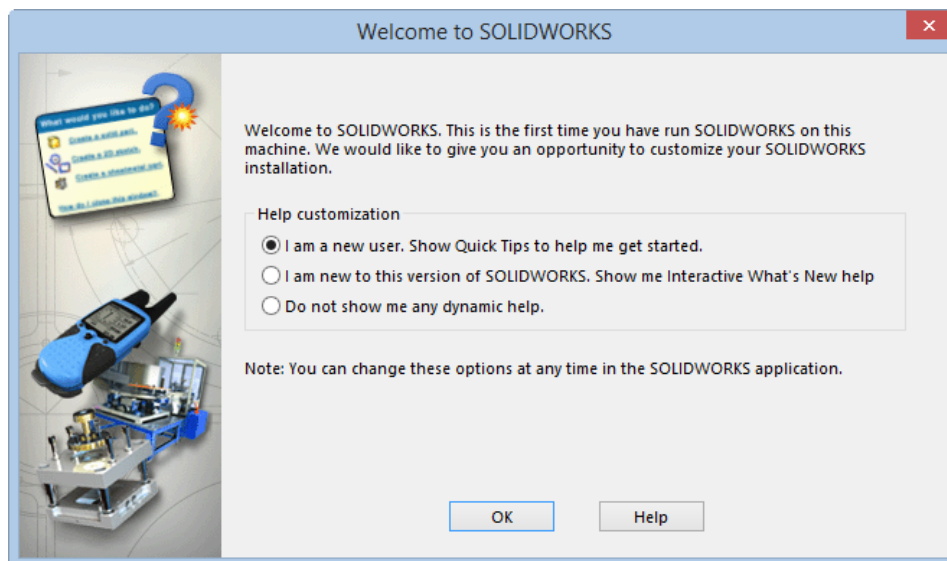 Welcome to SOLIDWORKS
What would you like to do?
Create a solid part.
Create a 2D sketch.
Create a sheetmetal part.
How do I close this window?
Welcome to SOLIDWORKS. This is the first time you have run SOLIDWORKS on this
machine. We would like to give you an opportunity to customize your SOLIDWORKS
installation.
Help customization
I am a new user. Show Quick Tips to help me get started.
I am new to this version of SOLIDWORKS. Show me Interactive What's New help
Do not show me any dynamic help.
Note: You can change these options at any time in the SOLIDWORKS application.
OK
Help